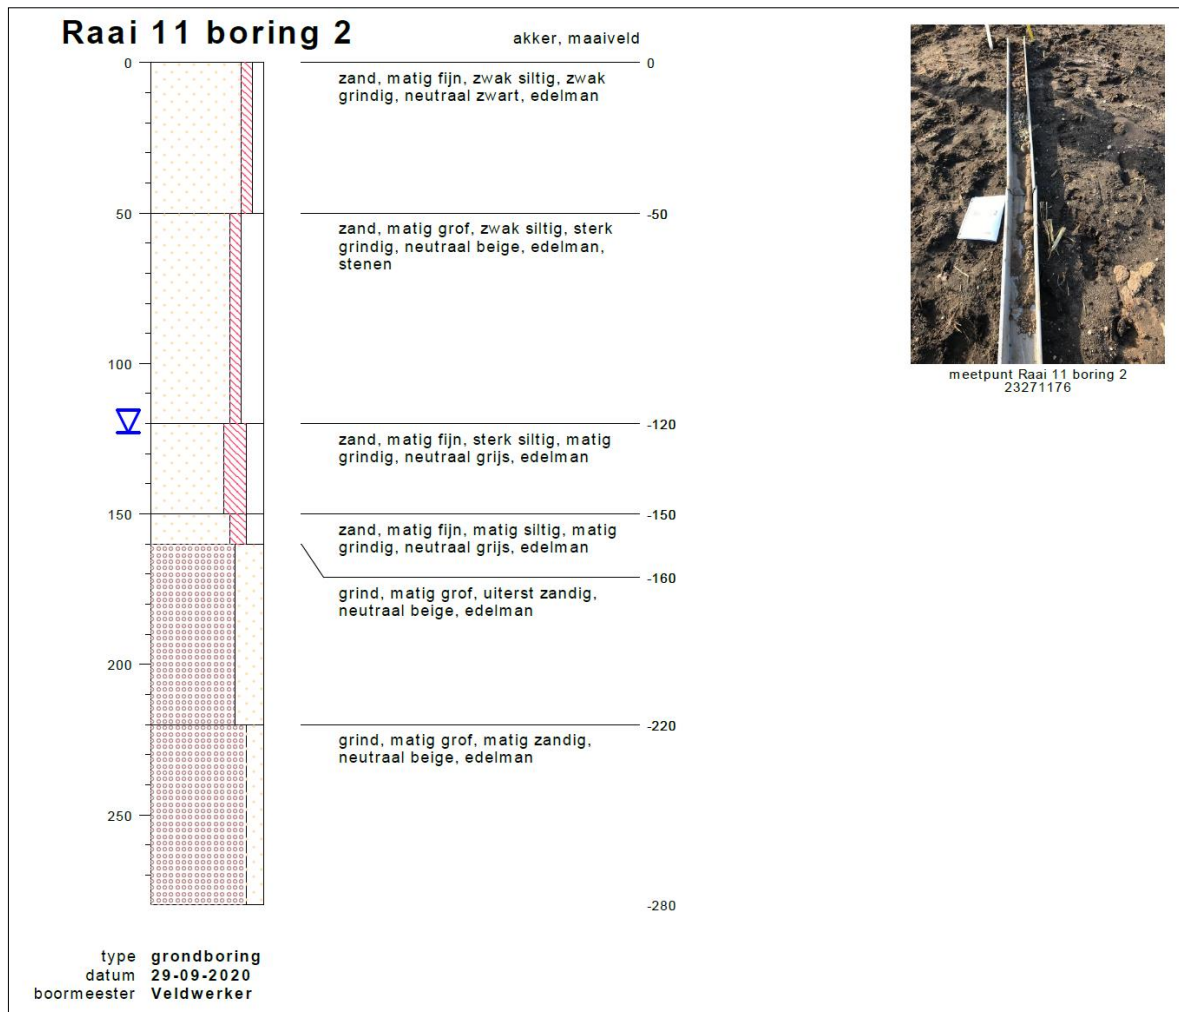 Raai 11 boring 2
akker, maaiveld
0
0
zand, matig fijn, zwak siltig, zwak
grindig, neutraal zwart, edelman
50
-50
zand, matig grof, zwak siltig, sterk
grindig, neutraal beige, edelman,
stenen
100
-120
zand, matig fijn, sterk siltig, matig
grindig, neutraal grijs, edelman
150
-150
zand, matig fijn, matig siltig, matig
grindig, neutraal grijs, edelman
-160
grind, matig grof, uiterst zandig,
neutraal beige, edelman
200
-220
grind, matig grof, matig zandig,
neutraal beige, edelman
250
-280
meetpunt Raai 11 boring 2
23271176
type grondboring
datum 29-09-2020
boormeester Veldwerker